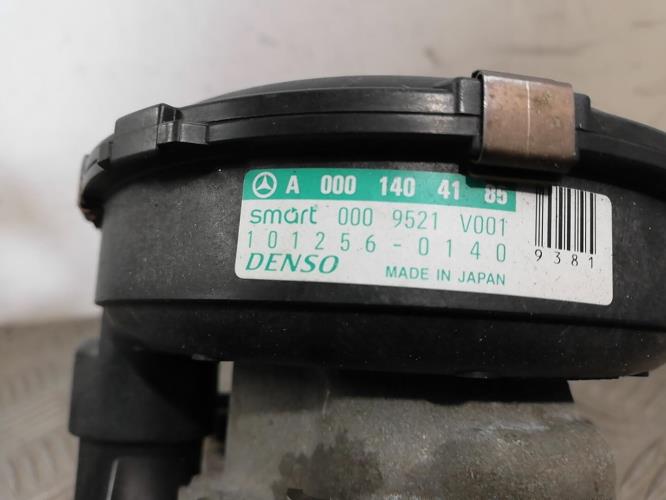 A 000 140 41 85
smart 000 9521 V001
101256-0140
DENSO MADE IN JAPAN
9381